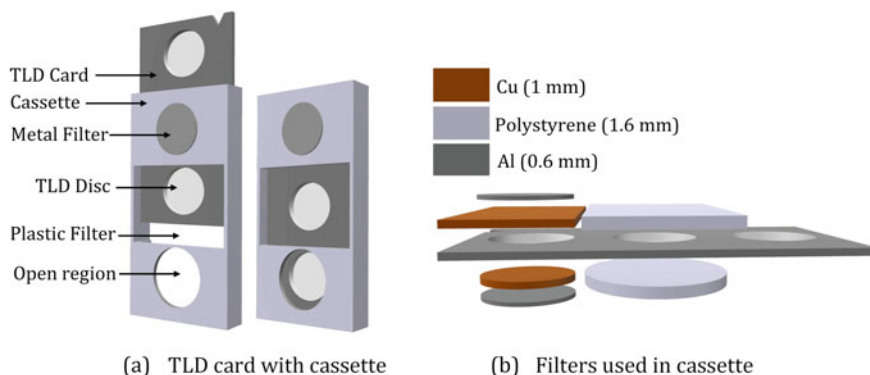 TLD Card
Cassette
Metal Filter
TLD Disc
Plastic Filter
Open region
(a) TLD card with cassette
Cu (1 mm)
Polystyrene (1.6 mm)
Al (0.6 mm)
(b) Filters used in cassette